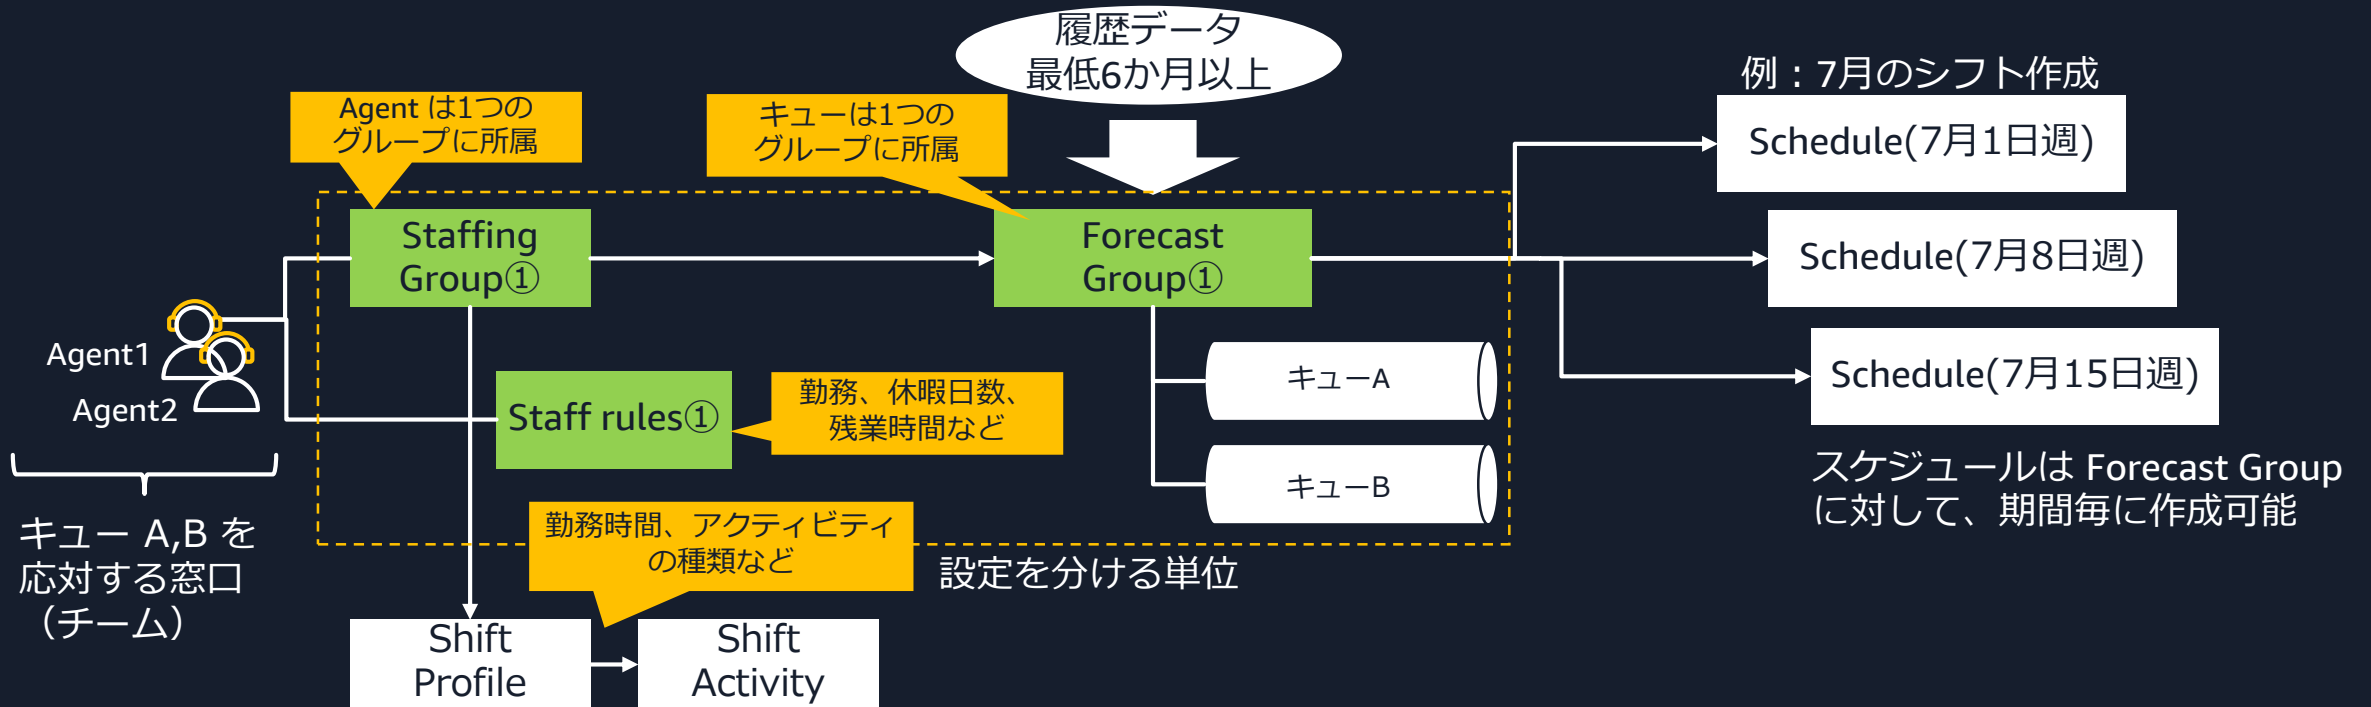 履歴データ
最低6か月以上
例：7月のシフト作成
Agent は1つの
グループに所属
キューは1つの
グループに所属
Schedule(7月1日週)
Staffing
Group①
Forecast
Group①
Schedule(7月8日週)
Agent1
Agent2
Staff rules①
勤務、休暇日数、
残業時間など
キューA
キューB
Schedule(7月15日週)
スケジュールは Forecast Group
に対して、期間毎に作成可能
キュー A,B を
応対する窓口
（チーム）
勤務時間、アクティビティ
の種類など
設定を分ける単位
Shift
Profile
Shift
Activity